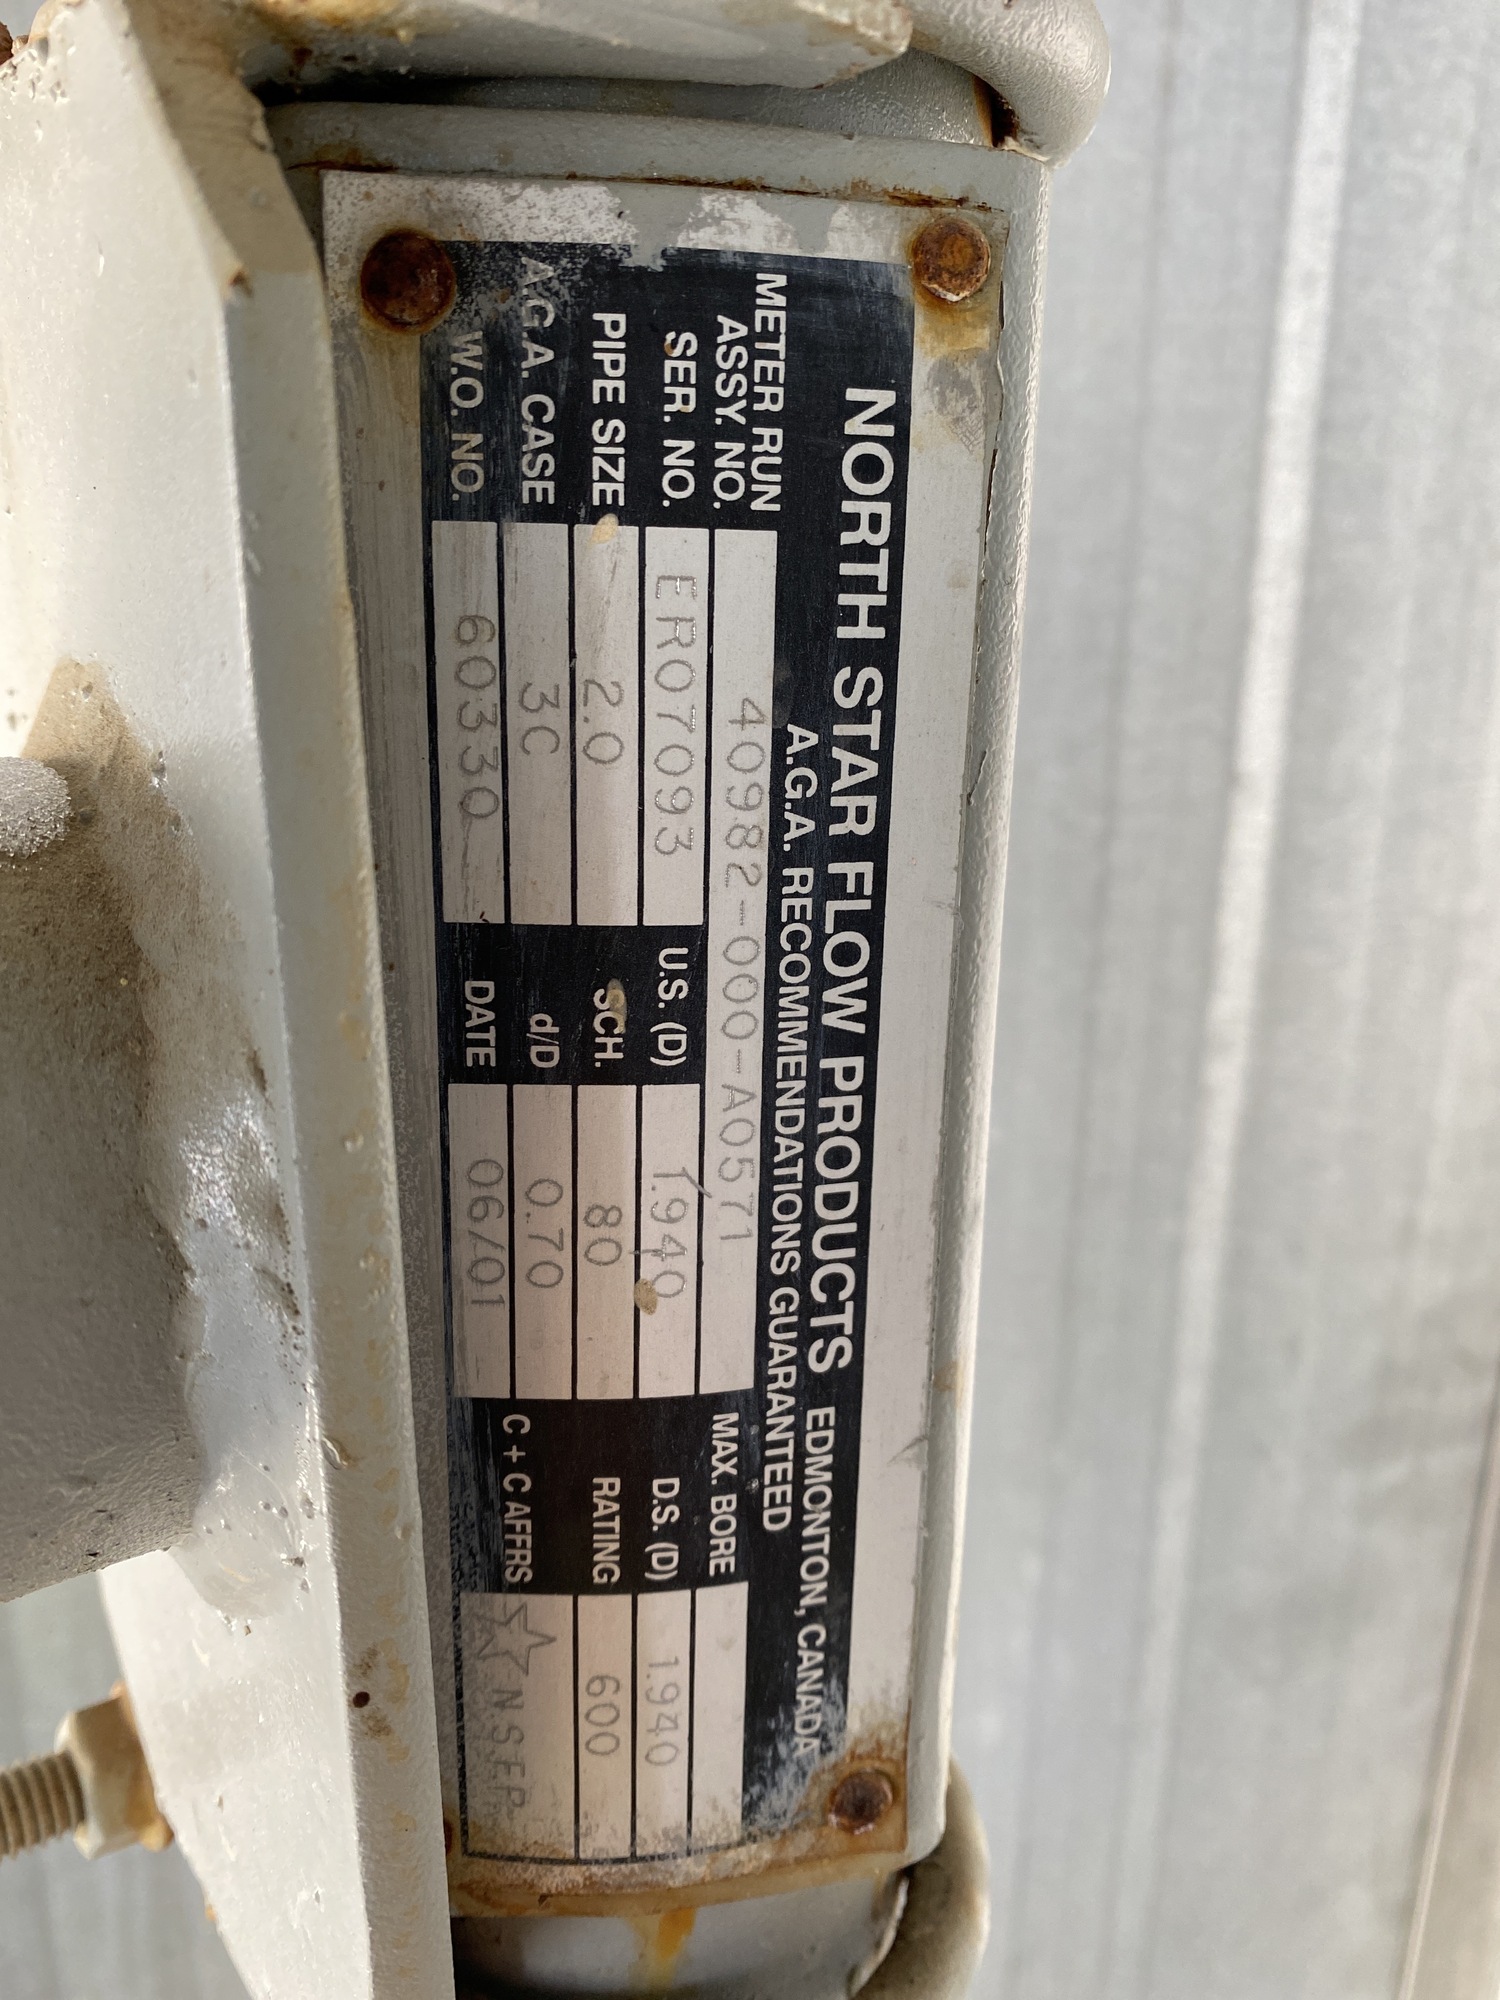 NORTH STAR FLOW PRODUCTS EDMONTON, CANADA
A.G.A. RECOMMENDATIONS GUARANTEED
METER RUN
ASSY. NO. 40982-000-A0571 MAX. BORE
SER. NO. ER07093 U.S. (D) 1.940 D.S. (D) 1.940
PIPE SIZE 2.0 SCH. 80 RATING 600
A.G.A. CASE 3C d/D 0.70 C + C AFFRS
W.O. NO. 60330 DATE 06/01